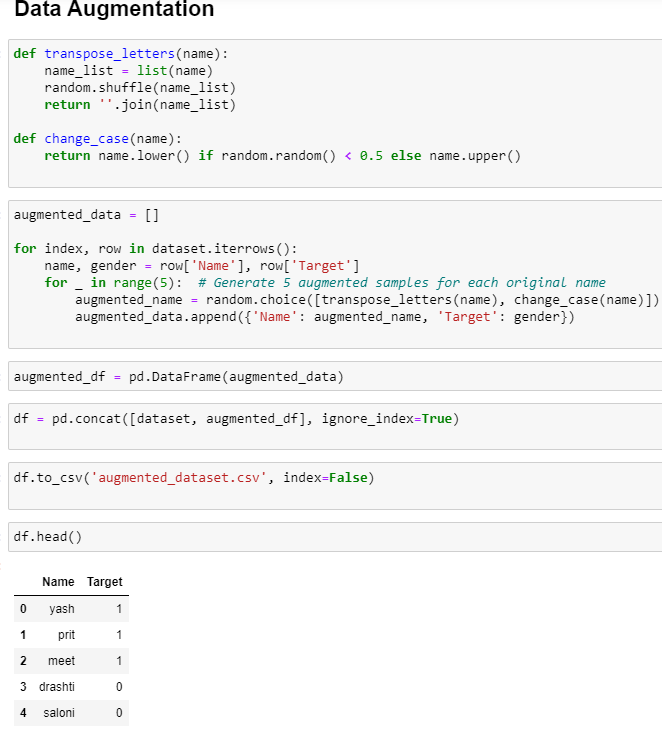 Data Augmentation
def transpose_letters(name):
    name_list = list(name)
    random.shuffle(name_list)
    return ''.join(name_list)
def change_case(name):
    return name.lower() if random.random() < 0.5 else name.upper()
augmented_data = []
for index, row in dataset.iterrows():
    name, gender = row['Name'], row['Target']
    for _ in range(5):  # Generate 5 augmented samples for each original name
        augmented_name = random.choice([transpose_letters(name), change_case(name)])
        augmented_data.append({'Name': augmented_name, 'Target': gender})
augmented_df = pd.DataFrame(augmented_data)
df = pd.concat([dataset, augmented_df], ignore_index=True)
df.to_csv('augmented_dataset.csv', index=False)
df.head()
Name Target
0 yash 1
1 prit 1
2 meet 1
3 drashti 0
4 saloni 0